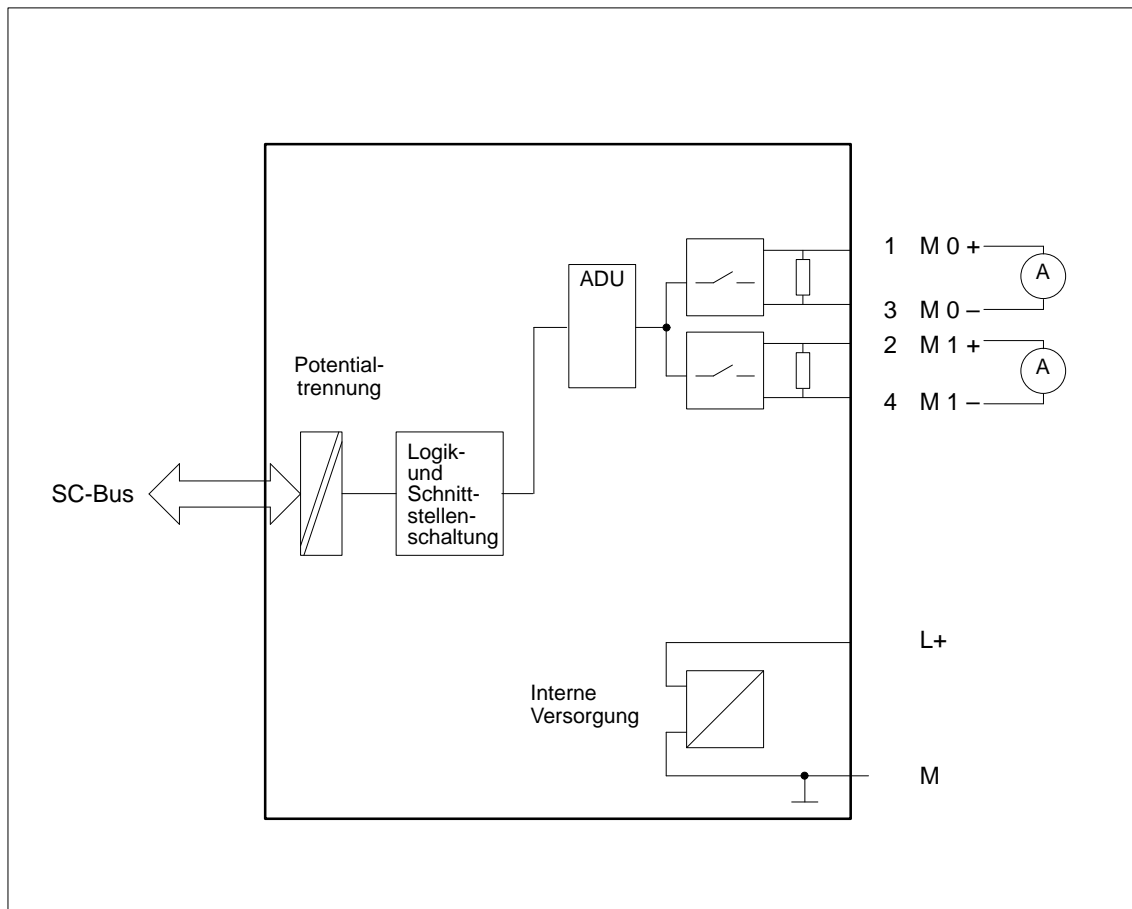 ADU
1 M 0 +
A
3 M 0 –
2 M 1 +
A
4 M 1 –
Potential-
trennung
Logik-
und
Schnitt-
stellen-
schaltung
SC-Bus
L+
Interne
Versorgung
M